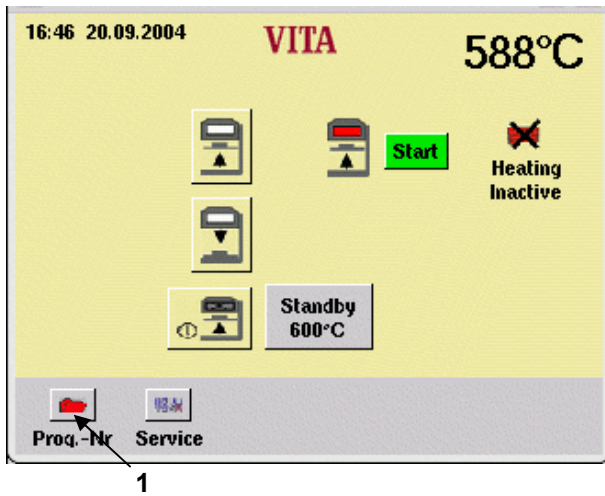 16:46 20.09.2004
VITA
588°C
Start
Heating
Inactive
Standby
600°C
Prog.-Nr
Service
1